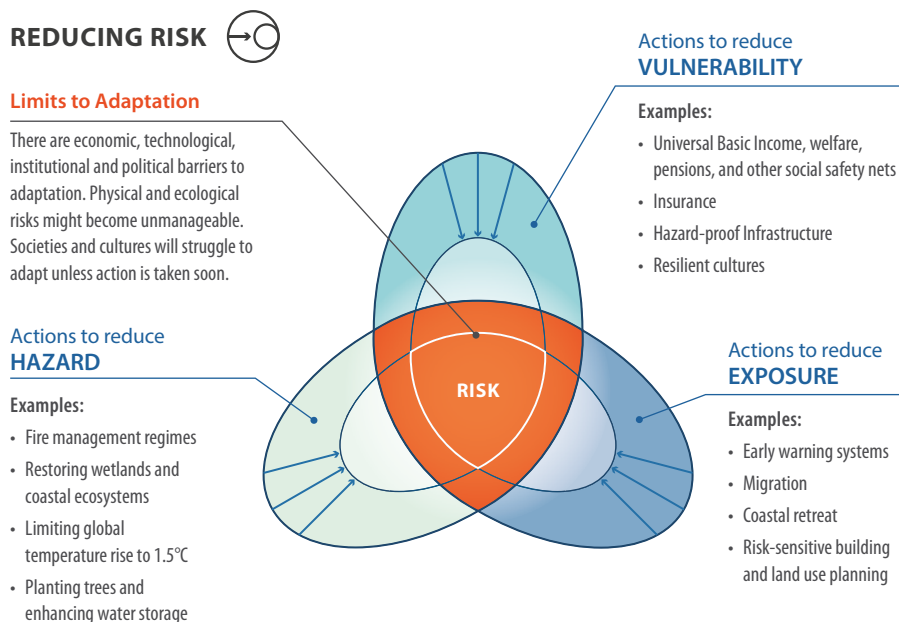 REDUCING RISK
Limits to Adaptation
There are economic, technological,
institutional and political barriers to
adaptation. Physical and ecological
risks might become unmanageable.
Societies and cultures will struggle to
adapt unless action is taken soon.
Actions to reduce
VULNERABILITY
Examples:
• Universal Basic Income, welfare,
pensions, and other social safety nets
• Insurance
• Hazard-proof Infrastructure
• Resilient cultures
Actions to reduce
HAZARD
Examples:
• Fire management regimes
• Restoring wetlands and
coastal ecosystems
• Limiting global
temperature rise to 1.5°C
• Planting trees and
enhancing water storage
RISK
Actions to reduce
EXPOSURE
Examples:
• Early warning systems
• Migration
• Coastal retreat
• Risk-sensitive building
and land use planning